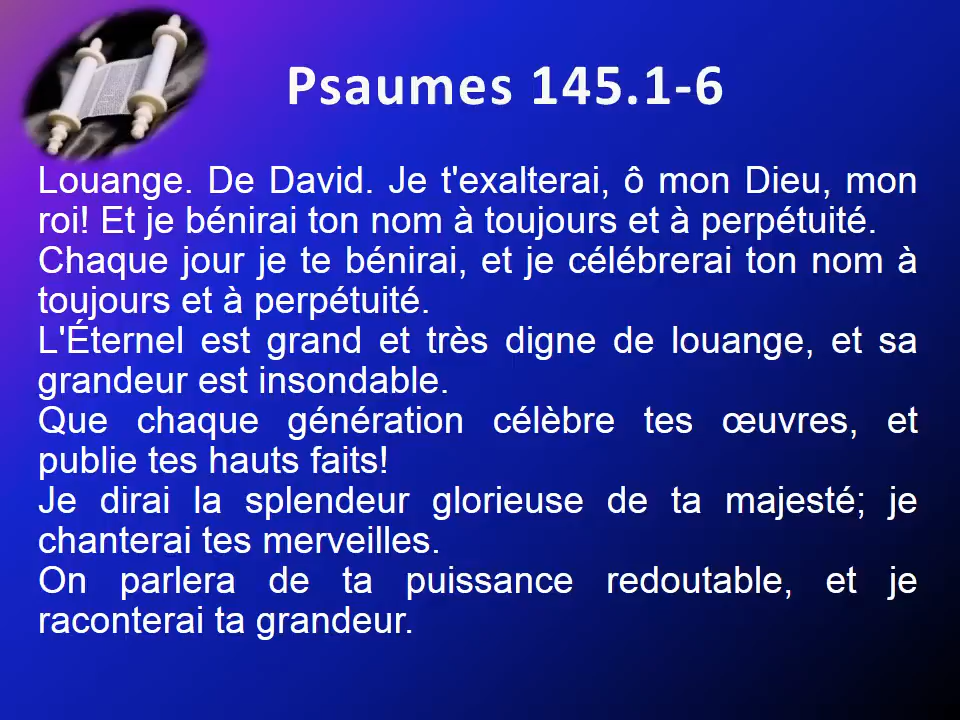 Psaumes 145.1-6
Louange. De David. Je t'exalterai, ô mon Dieu, mon
roi! Et je bénirai ton nom à toujours et à perpétuité.
Chaque jour je te bénirai, et je célébrerai ton nom à
toujours et à perpétuité.
L'Éternel est grand et très digne de louange, et sa
grandeur est insondable.
Que chaque génération célèbre tes œuvres, et
publie tes hauts faits!
Je dirai la splendeur glorieuse de ta majesté; je
chanterai tes merveilles.
On parlera de ta puissance redoutable, et je
raconterai ta grandeur.